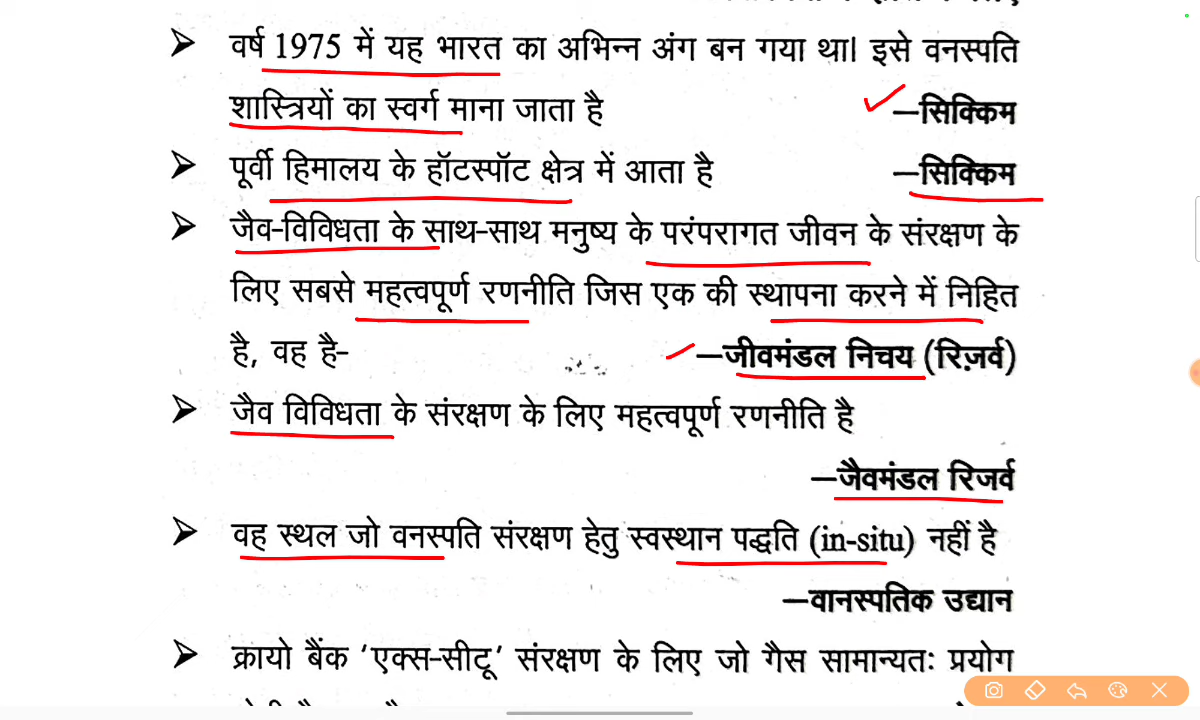 ➤ वर्ष 1975 में यह भारत का अभिन्न अंग बन गया था। इसे वनस्पति
शास्त्रियों का स्वर्ग माना जाता है –सिक्किम
➤ पूर्वी हिमालय के हॉटस्पॉट क्षेत्र में आता है –सिक्किम
➤ जैव-विविधता के साथ-साथ मनुष्य के परंपरागत जीवन के संरक्षण के
लिए सबसे महत्वपूर्ण रणनीति जिस एक की स्थापना करने में निहित
है, वह है- –जीवमंडल निचय (रिज़र्व)
➤ जैव विविधता के संरक्षण के लिए महत्वपूर्ण रणनीति है
–जैवमंडल रिजर्व
➤ वह स्थल जो वनस्पति संरक्षण हेतु स्वस्थान पद्धति (in-situ) नहीं है
–वानस्पतिक उद्यान
➤ क्रायो बैंक ‘एक्स-सीटू’ संरक्षण के लिए जो गैस सामान्यतः प्रयोग